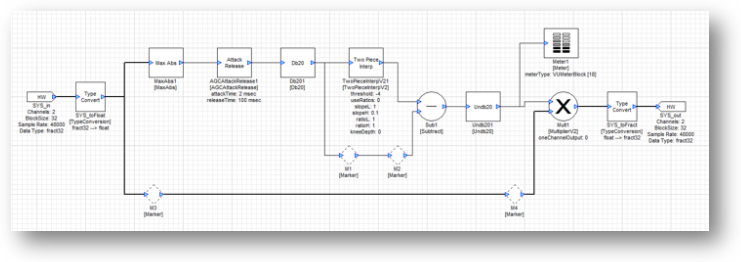 HW
SYS_in
Channels: 2
BlockSize: 32
Sample Rate: 48000
Data Type: fract32
Type
Convert
SYS_toFloat
[TypeConversion]
fract32 --> float
Max Abs
MaxAbs1
[MaxAbs]
Attack
Release
AGCAttackRelease1
[AGCAttackRelease]
attackTime: 2 msec
releaseTime: 100 msec
Db20
Db201
[Db20]
Two Piece
Interp
TwoPieceInterpV21
[TwoPieceInterpV2]
threshold: -4
useRatios: 0
slopeL: 1
slopeH: 0.1
ratioL: 1
ratioH: 1
kneeDepth: 0
M1
[Marker]
M2
[Marker]
Sub1
[Subtract]
Undb20
Undb201
[Undb20]
Meter1
[Meter]
meterType: VUMeterBlock [18]
X
Mult1
[MultiplierV2]
oneChannelOutput: 0
Type
Convert
SYS_toFract
[TypeConversion]
float --> fract32
HW
SYS_out
Channels: 2
BlockSize: 32
Sample Rate: 48000
Data Type: fract32
M3
[Marker]
M4
[Marker]